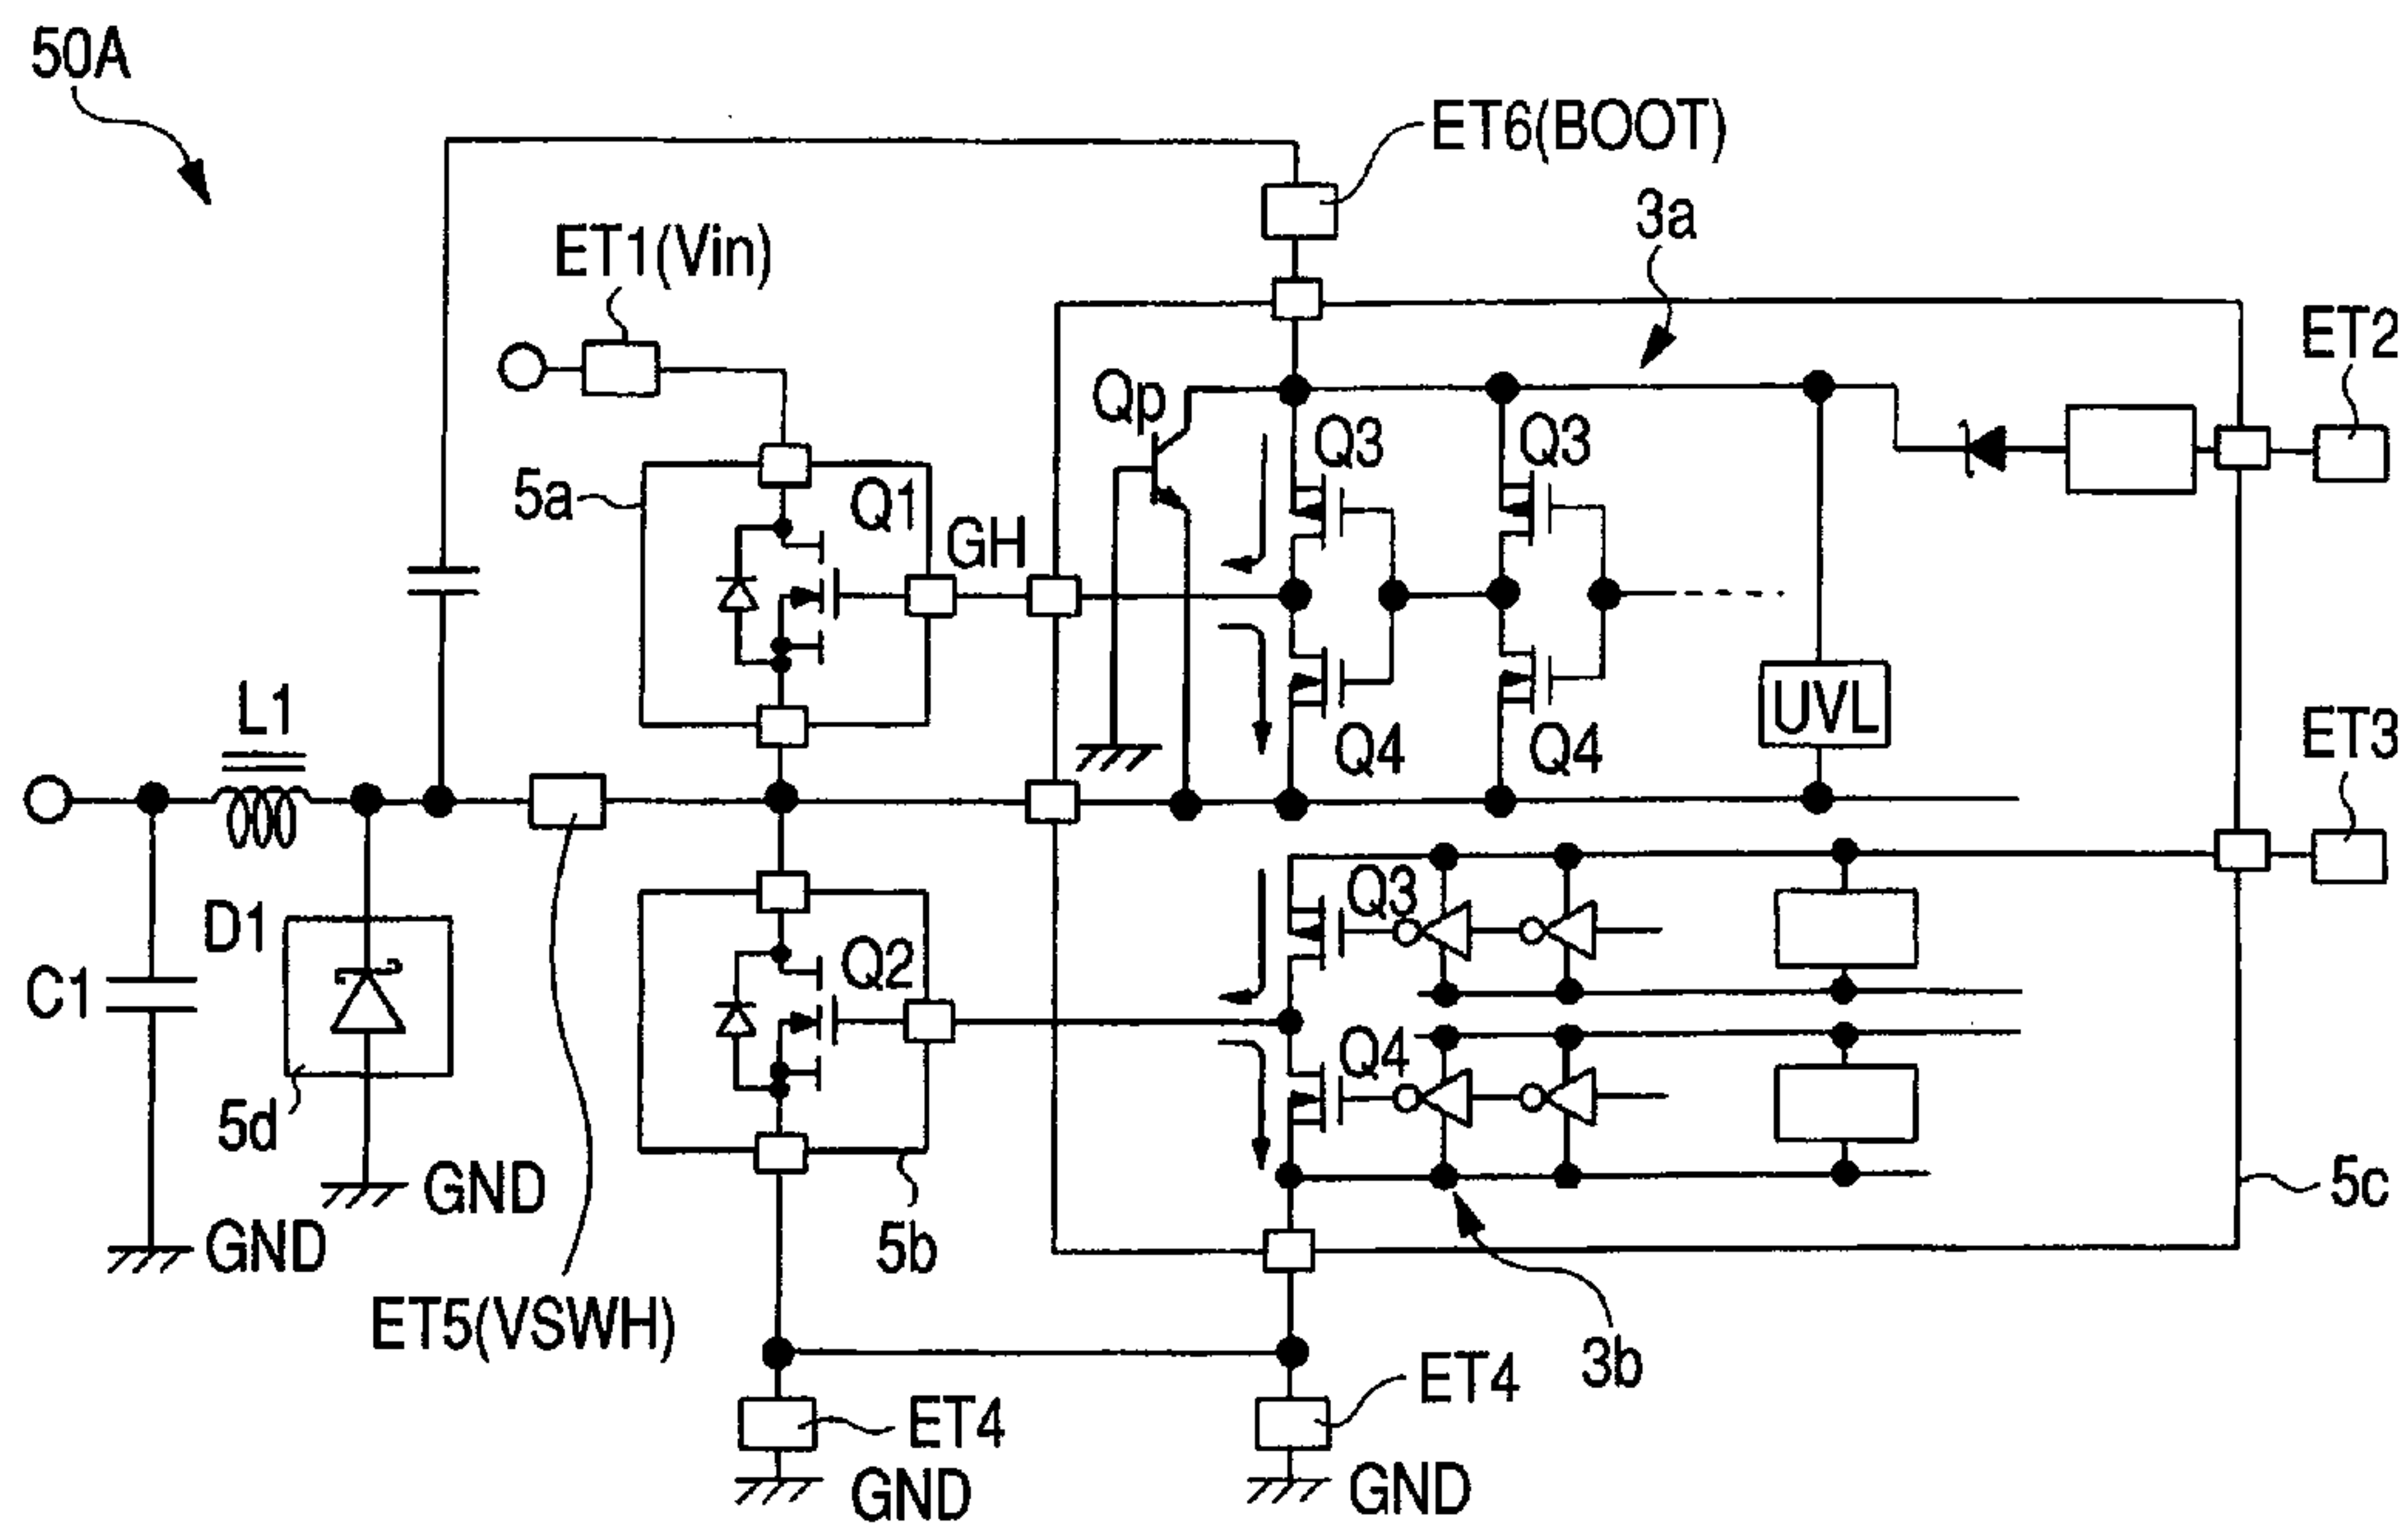 50A
ET6(BOOT)
3a
ET1(Vin)
ET2
Qp
Q3
Q3
5a
Q1
GH
L1
UVL
ET3
Q4
Q4
D1
Q3
C1
Q2
Q4
5d
GND
5c
GND
5b
ET5(VSWH)
3b
ET4
ET4
GND
GND